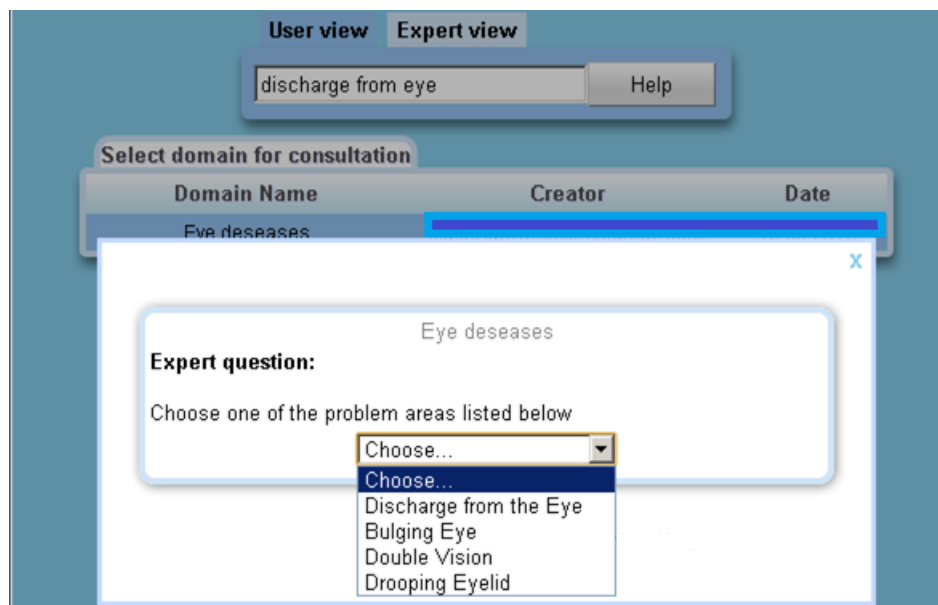 User view Expert view
discharge from eye Help
Select domain for consultation
Domain Name Creator Date
Eye deseases
x
Eye deseases
Expert question:
Choose one of the problem areas listed below
Choose...
Choose...
Discharge from the Eye
Bulging Eye
Double Vision
Drooping Eyelid